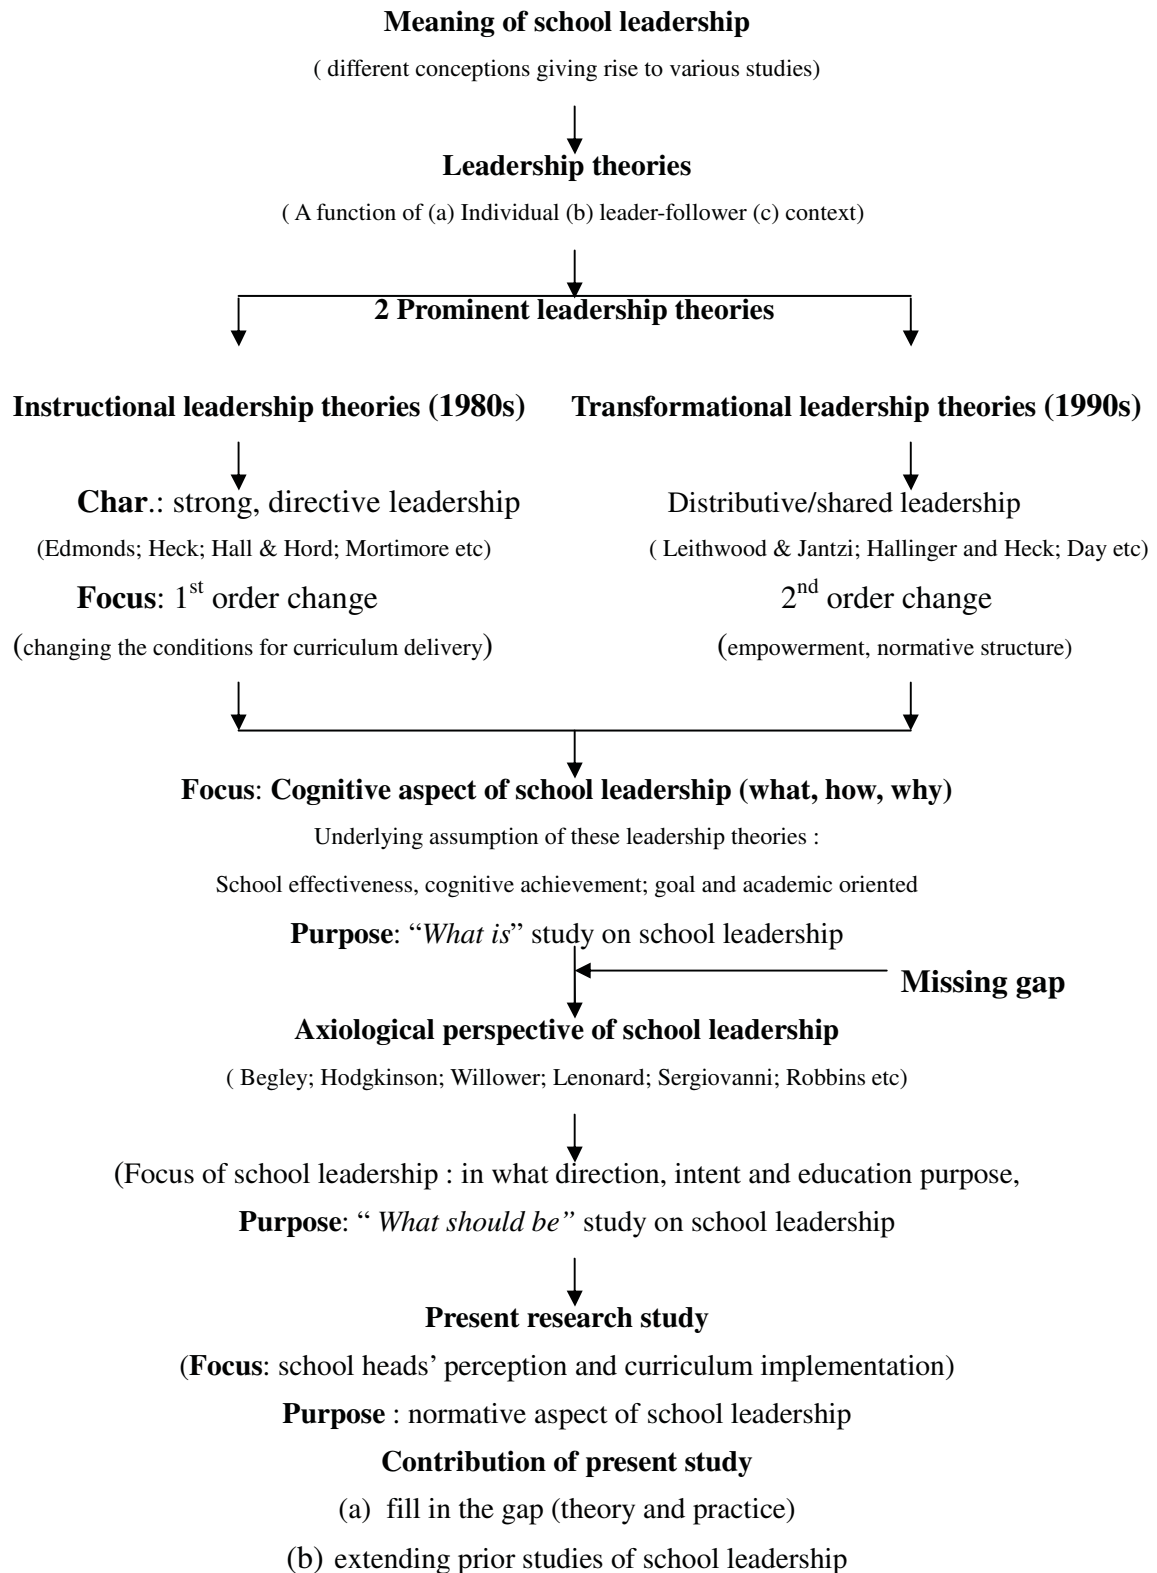 Meaning of school leadership
( different conceptions giving rise to various studies)
Leadership theories
( A function of (a) Individual (b) leader-follower (c) context)
2 Prominent leadership theories
Instructional leadership theories (1980s)
Transformational leadership theories (1990s)
Char.: strong, directive leadership
Distributive/shared leadership
(Edmonds; Heck; Hall & Hord; Mortimore etc)
( Leithwood & Jantzi; Hallinger and Heck; Day etc)
Focus: 1st order change
2nd order change
(changing the conditions for curriculum delivery)
(empowerment, normative structure)
Focus: Cognitive aspect of school leadership (what, how, why)
Underlying assumption of these leadership theories :
School effectiveness, cognitive achievement; goal and academic oriented
Purpose: “What is” study on school leadership
Missing gap
Axiological perspective of school leadership
( Begley; Hodgkinson; Willower; Lenonard; Sergiovanni; Robbins etc)
(Focus of school leadership : in what direction, intent and education purpose,
Purpose: “ What should be” study on school leadership
Present research study
(Focus: school heads’ perception and curriculum implementation)
Purpose : normative aspect of school leadership
Contribution of present study
(a) fill in the gap (theory and practice)
(b) extending prior studies of school leadership